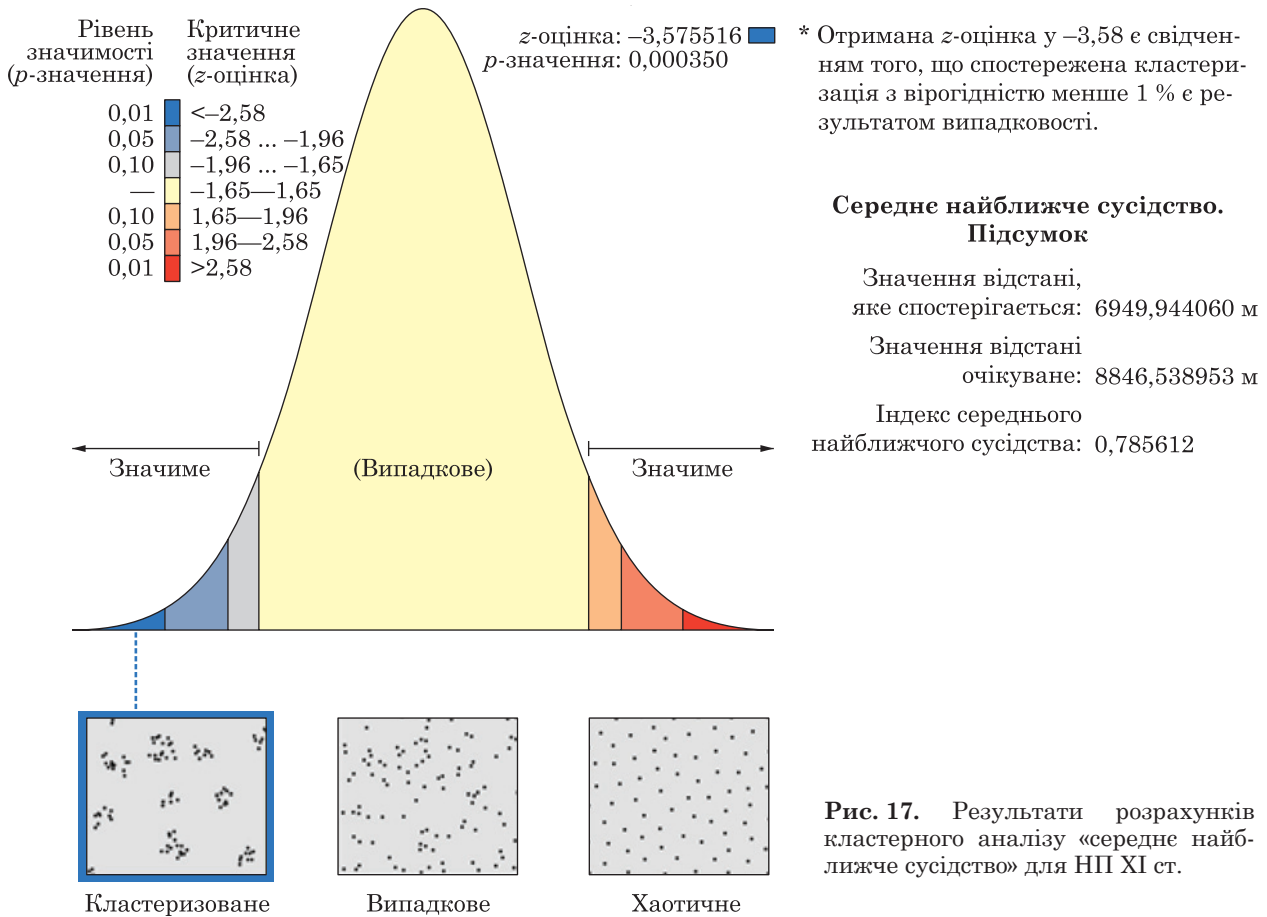 Рівень
значимості
(p-значення)
Критичне
значення
(z-оцінка)
0,01 <–2,58
0,05 –2,58 ... –1,96
0,10 –1,96 ... –1,65
— –1,65—1,65
0,10 1,65—1,96
0,05 1,96—2,58
0,01 >2,58
z-оцінка: –3,575516
p-значення: 0,000350
* Отримана z-оцінка у –3,58 є свідчен-
ням того, що спостережена кластери-
зація з вірогідністю менше 1 % є ре-
зультатом випадковості.
Середнє найближче сусідство.
Підсумок
Значення відстані,
яке спостерігається: 6949,944060 м
Значення відстані
очікуване: 8846,538953 м
Індекс середнього
найближчого сусідства: 0,785612
Значиме
(Випадкове)
Значиме
Кластеризоване
Випадкове
Хаотичне
Рис. 17. Результати розрахунків
кластерного аналізу «середнє найб-
лижче сусідство» для НП XI ст.